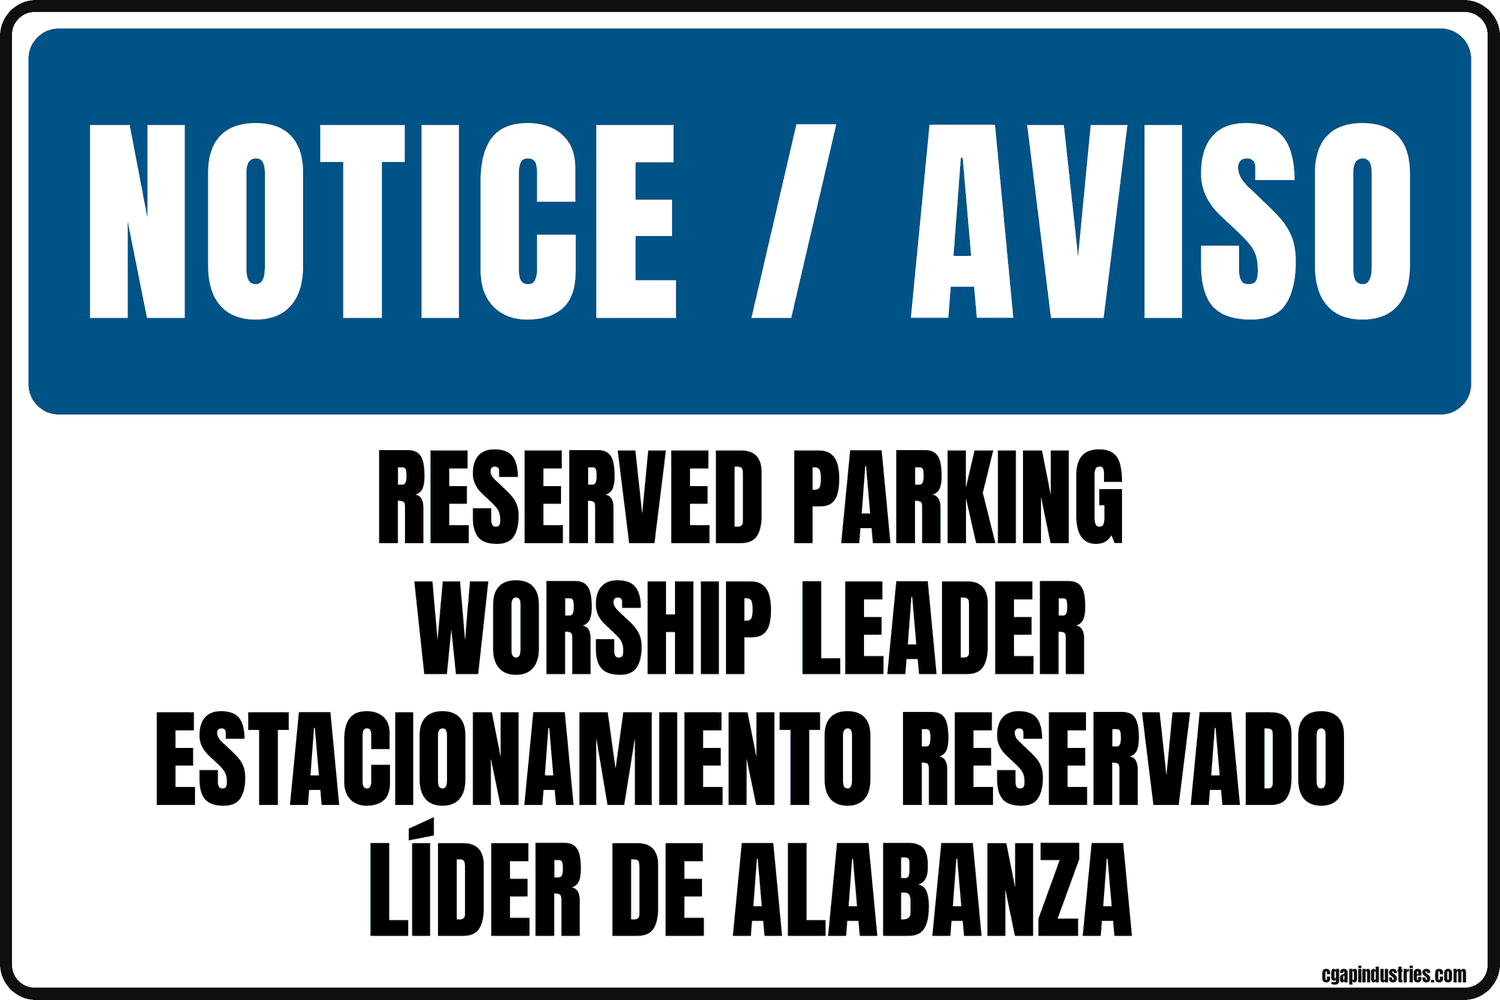 NOTICE / AVISO
RESERVED PARKING
WORSHIP LEADER
ESTACIONAMIENTO RESERVADO
LÍDER DE ALABANZA
cgapindustries.com